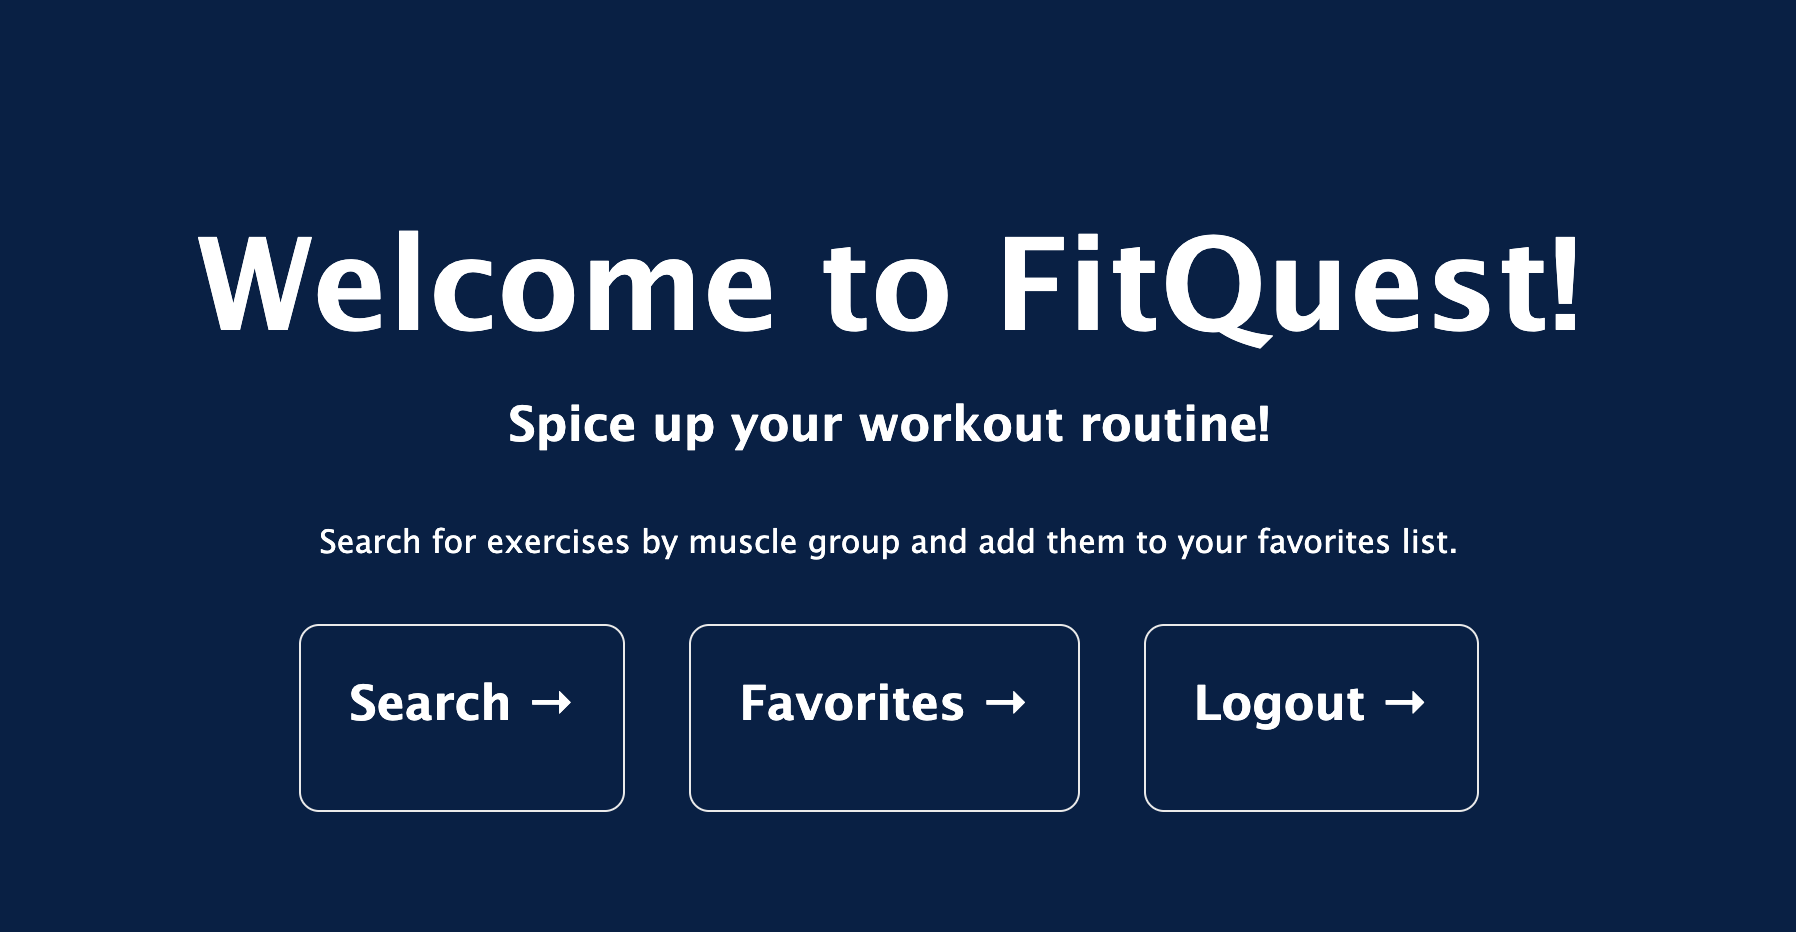 Welcome to FitQuest!
Spice up your workout routine!
Search for exercises by muscle group and add them to your favorites list.
Search →
Favorites →
Logout →